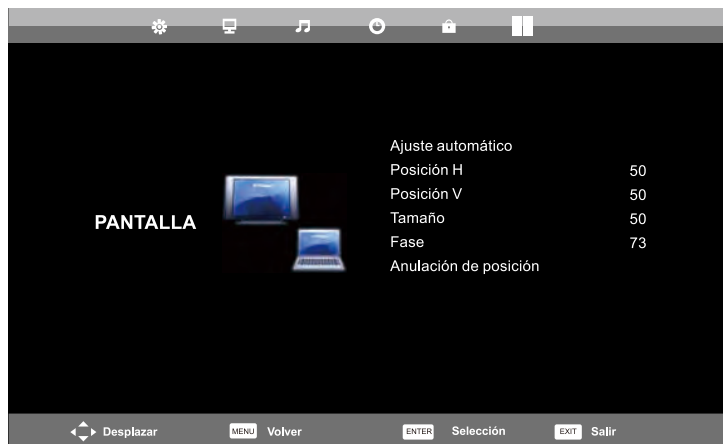 PANTALLA
Ajuste automático
Posición H 50
Posición V 50
Tamaño 50
Fase 73
Anulación de posición
Desplazar MENU Volver ENTER Selección EXIT Salir